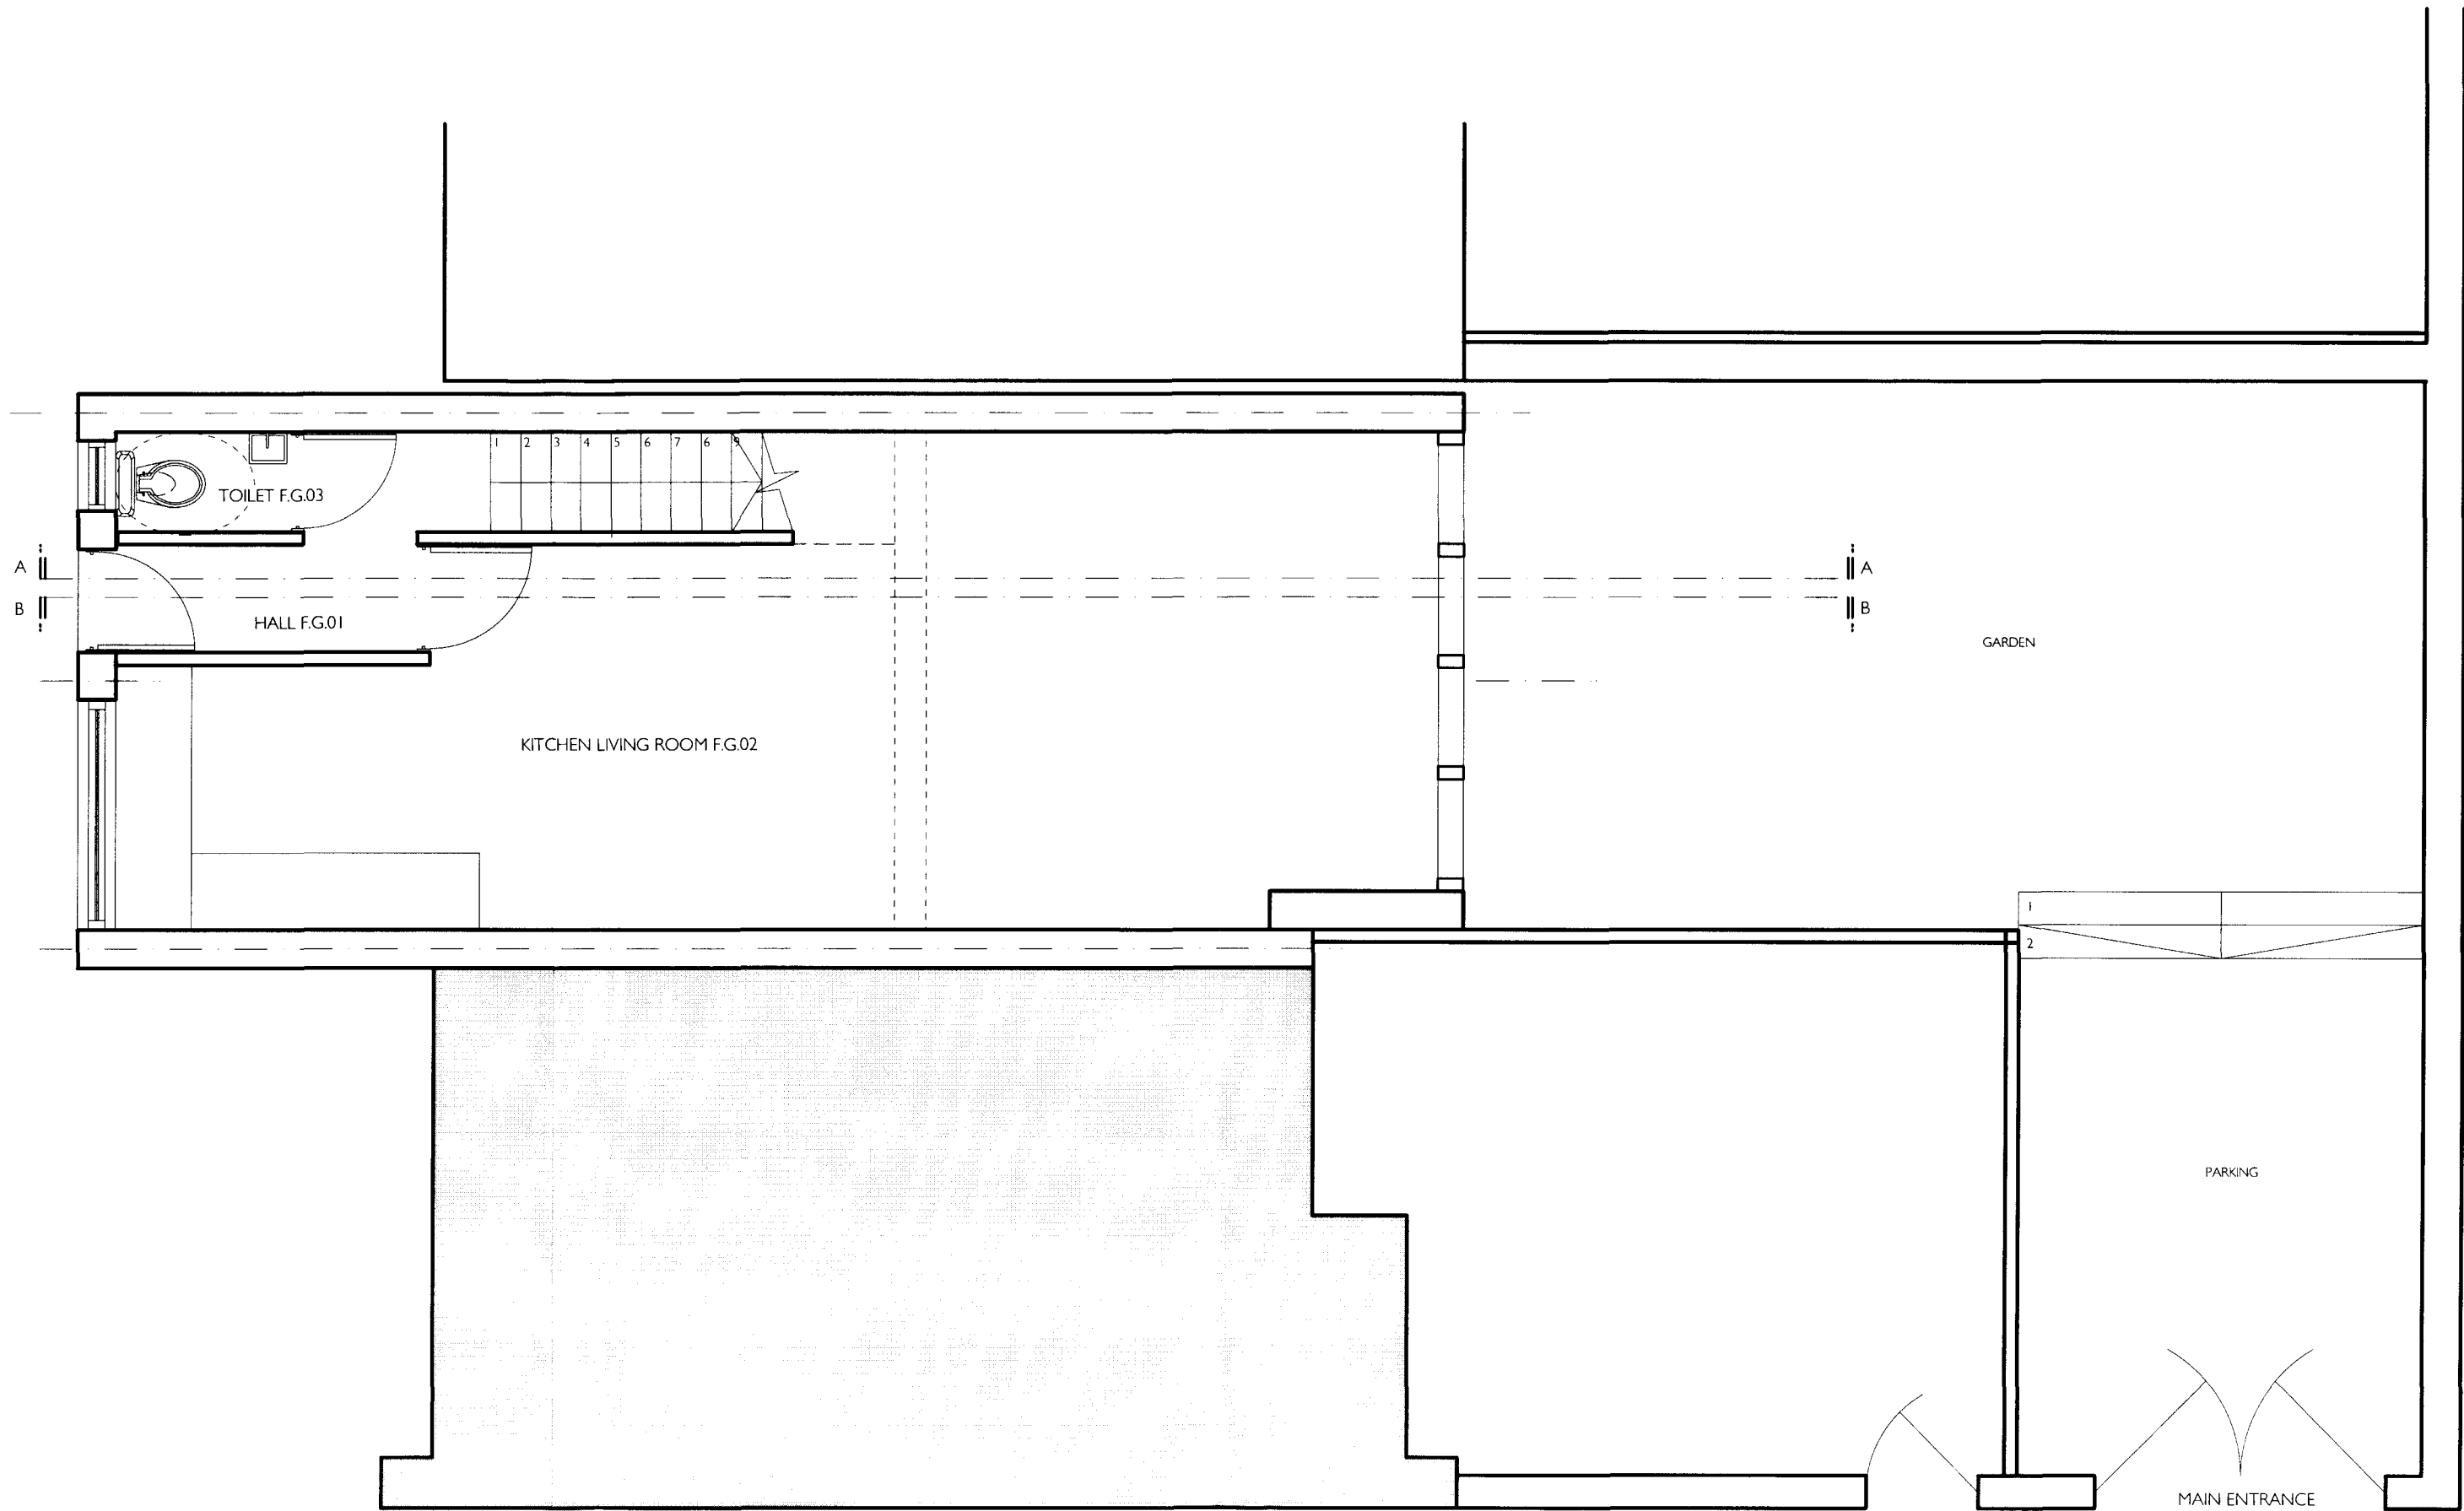 1 2 3 4 5 6 7 6 9
TOILET F.G.03
A
A
B
B
HALL F.G.01
GARDEN
KITCHEN LIVING ROOM F.G.02
1
2
PARKING
MAIN ENTRANCE